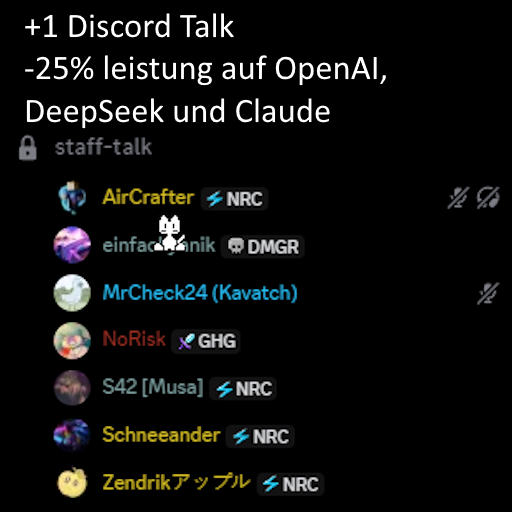 +1 Discord Talk
-25% leistung auf OpenAI,
DeepSeek und Claude
staff-talk
AirCrafter NRC
DMGR
MrCheck24 (Kavatch)
NoRisk GHG
S42 [Musa] NRC
Schneeander NRC
Zendrikアップル NRC